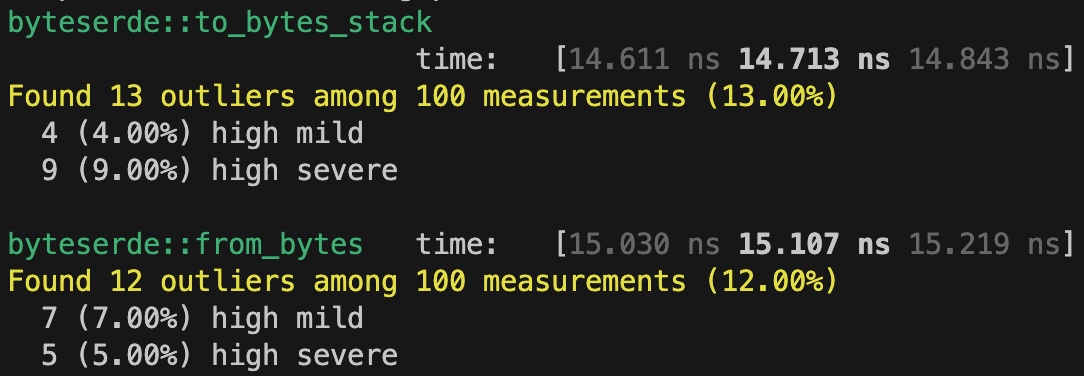 byteserde::to_bytes_stack
time: [14.611 ns 14.713 ns 14.843 ns]
Found 13 outliers among 100 measurements (13.00%)
4 (4.00%) high mild
9 (9.00%) high severe
byteserde::from_bytes time: [15.030 ns 15.107 ns 15.219 ns]
Found 12 outliers among 100 measurements (12.00%)
7 (7.00%) high mild
5 (5.00%) high severe